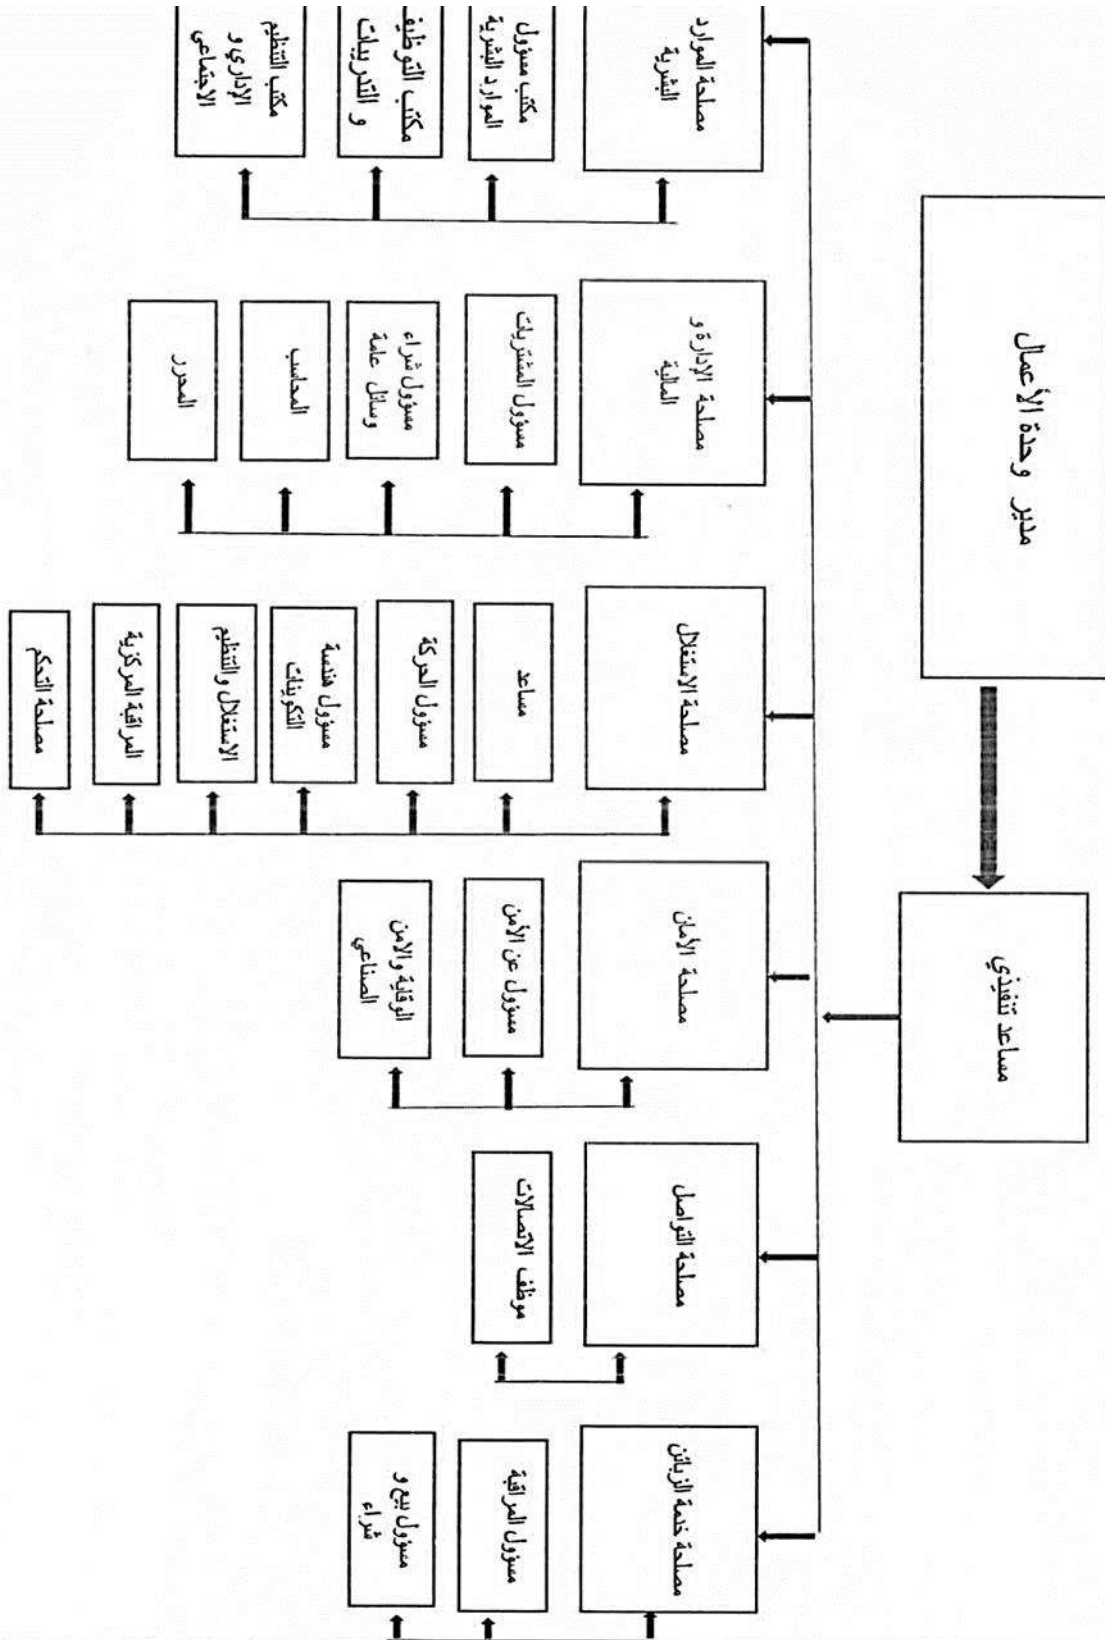 مدير وحدة الأعمال
مساعد تنفيذي
مصلحة الموارد
البشرية
مكتب مسؤول
الموارد البشرية
مكتب التوظيف
و التدريبات
مكتب التنظيم
الإداري و
الاجتماعي
مصلحة الإدارة و
المالية
مسؤول المشتريات
مسؤول شراء
وسائل عامة
المحاسب
المحرر
مصلحة الاستغلال
مساعد
مسؤول الحركة
مسؤول هندسة
التكوينات
الاستغلال والتنظيم
المراقبة المركزية
مصلحة التحكم
مصلحة الأمان
مسؤول عن الأمن
الوقاية والامن
الصناعي
مصلحة التواصل
موظف الاتصالات
مصلحة خدمة الزبائن
مسؤول المراقبة
مسؤول بيع و
شراء